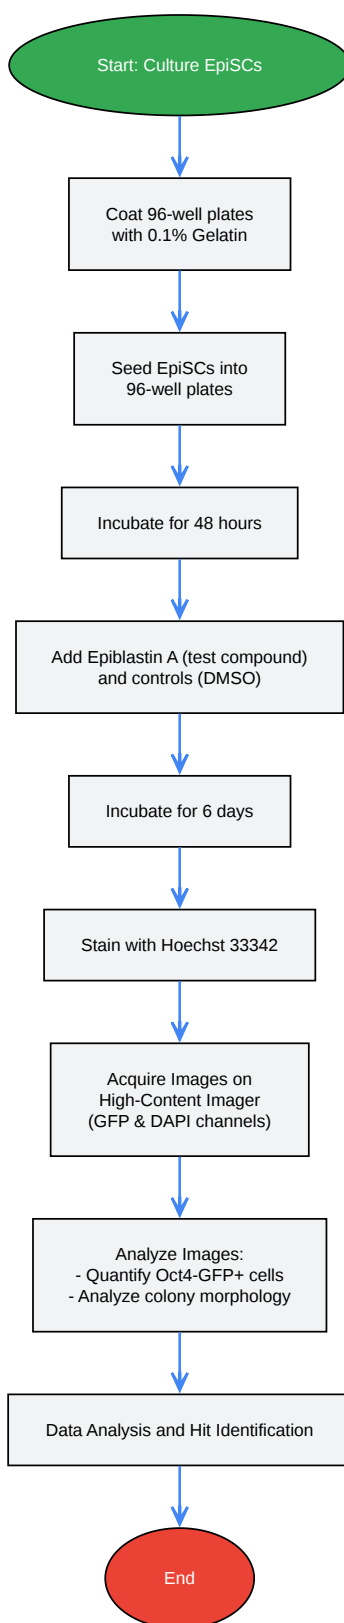 Start: Culture EpiSCs
Coat 96-well plates
with 0.1% Gelatin
Seed EpiSCs into
96-well plates
Incubate for 48 hours
Add Epiblastin A (test compound)
and controls (DMSO)
Incubate for 6 days
Stain with Hoechst 33342
Acquire Images on
High-Content Imager
(GFP & DAPI channels)
Analyze Images:
- Quantify Oct4-GFP+ cells
- Analyze colony morphology
Data Analysis and Hit Identification
End